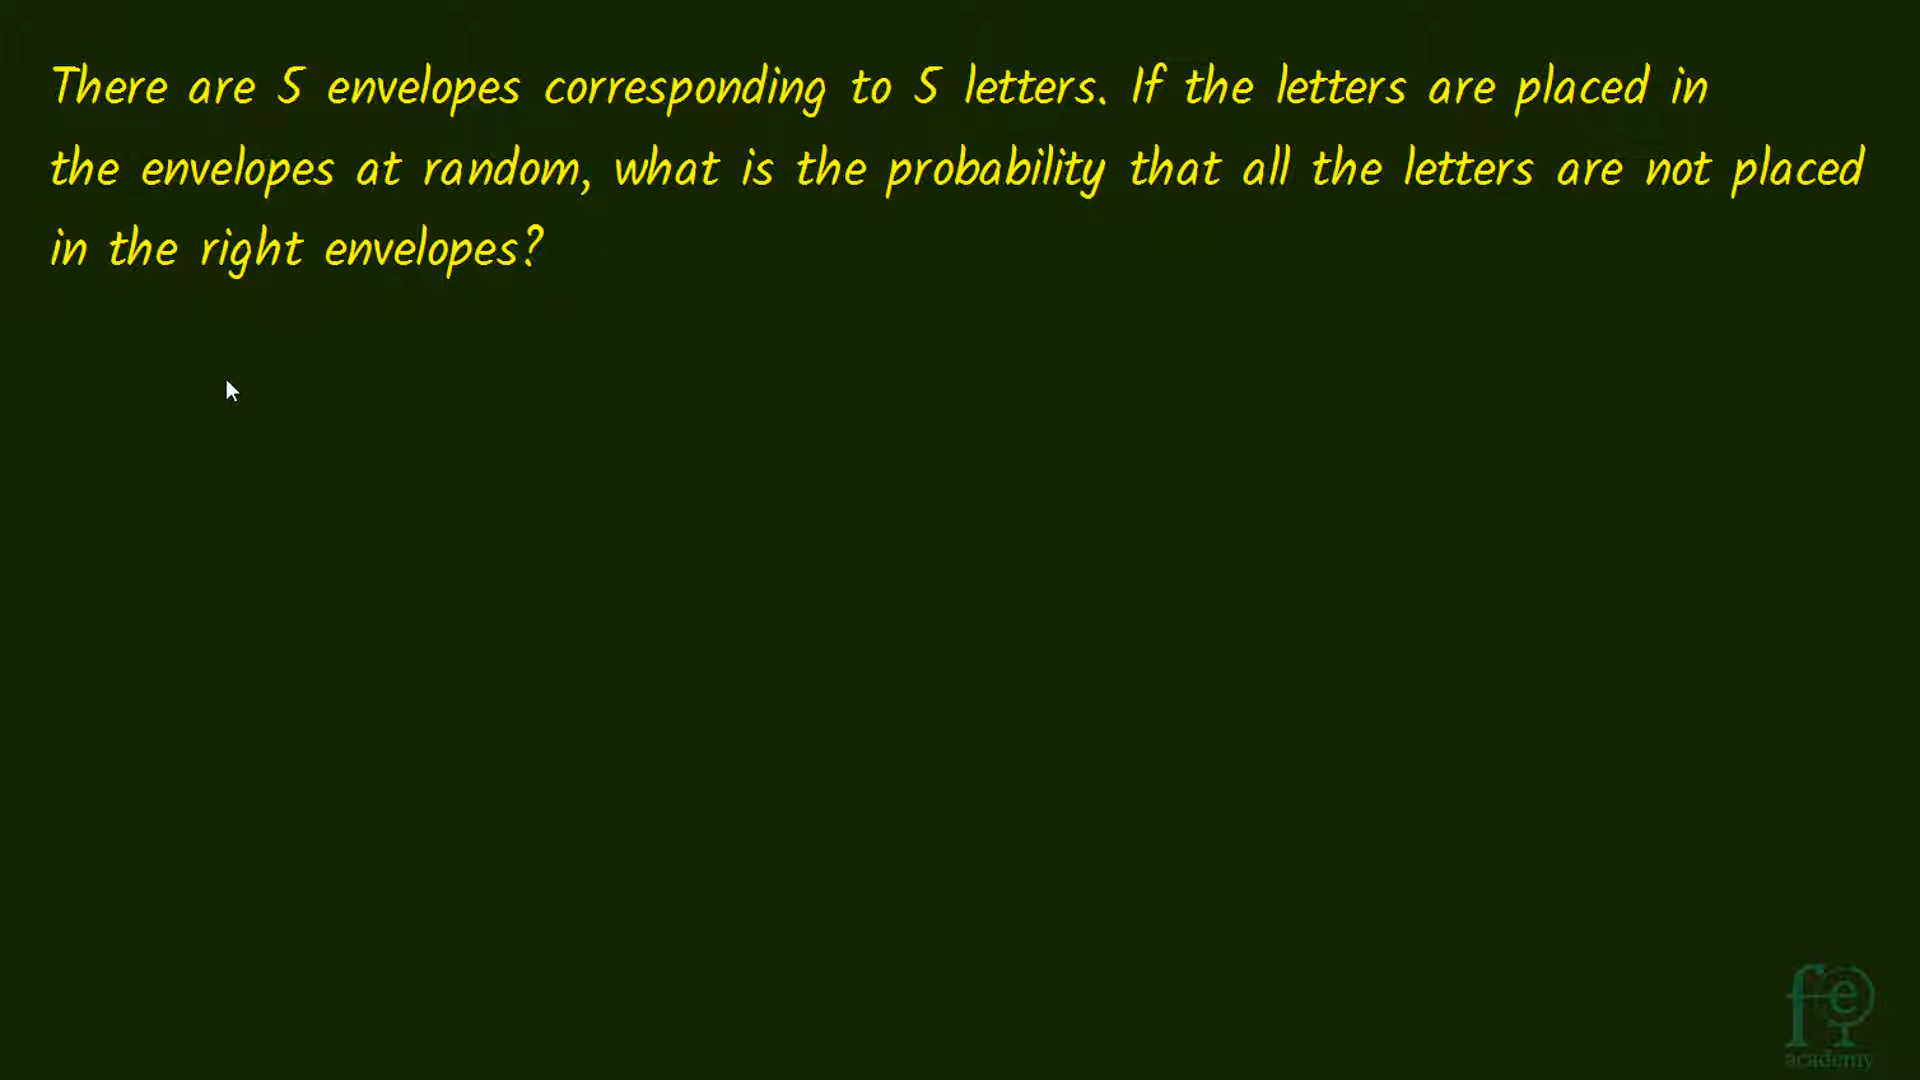 There are 5 envelopes corresponding to 5 letters. If the letters are placed in
the envelopes at random, what is the probability that all the letters are not placed
in the right envelopes?
fe
academy